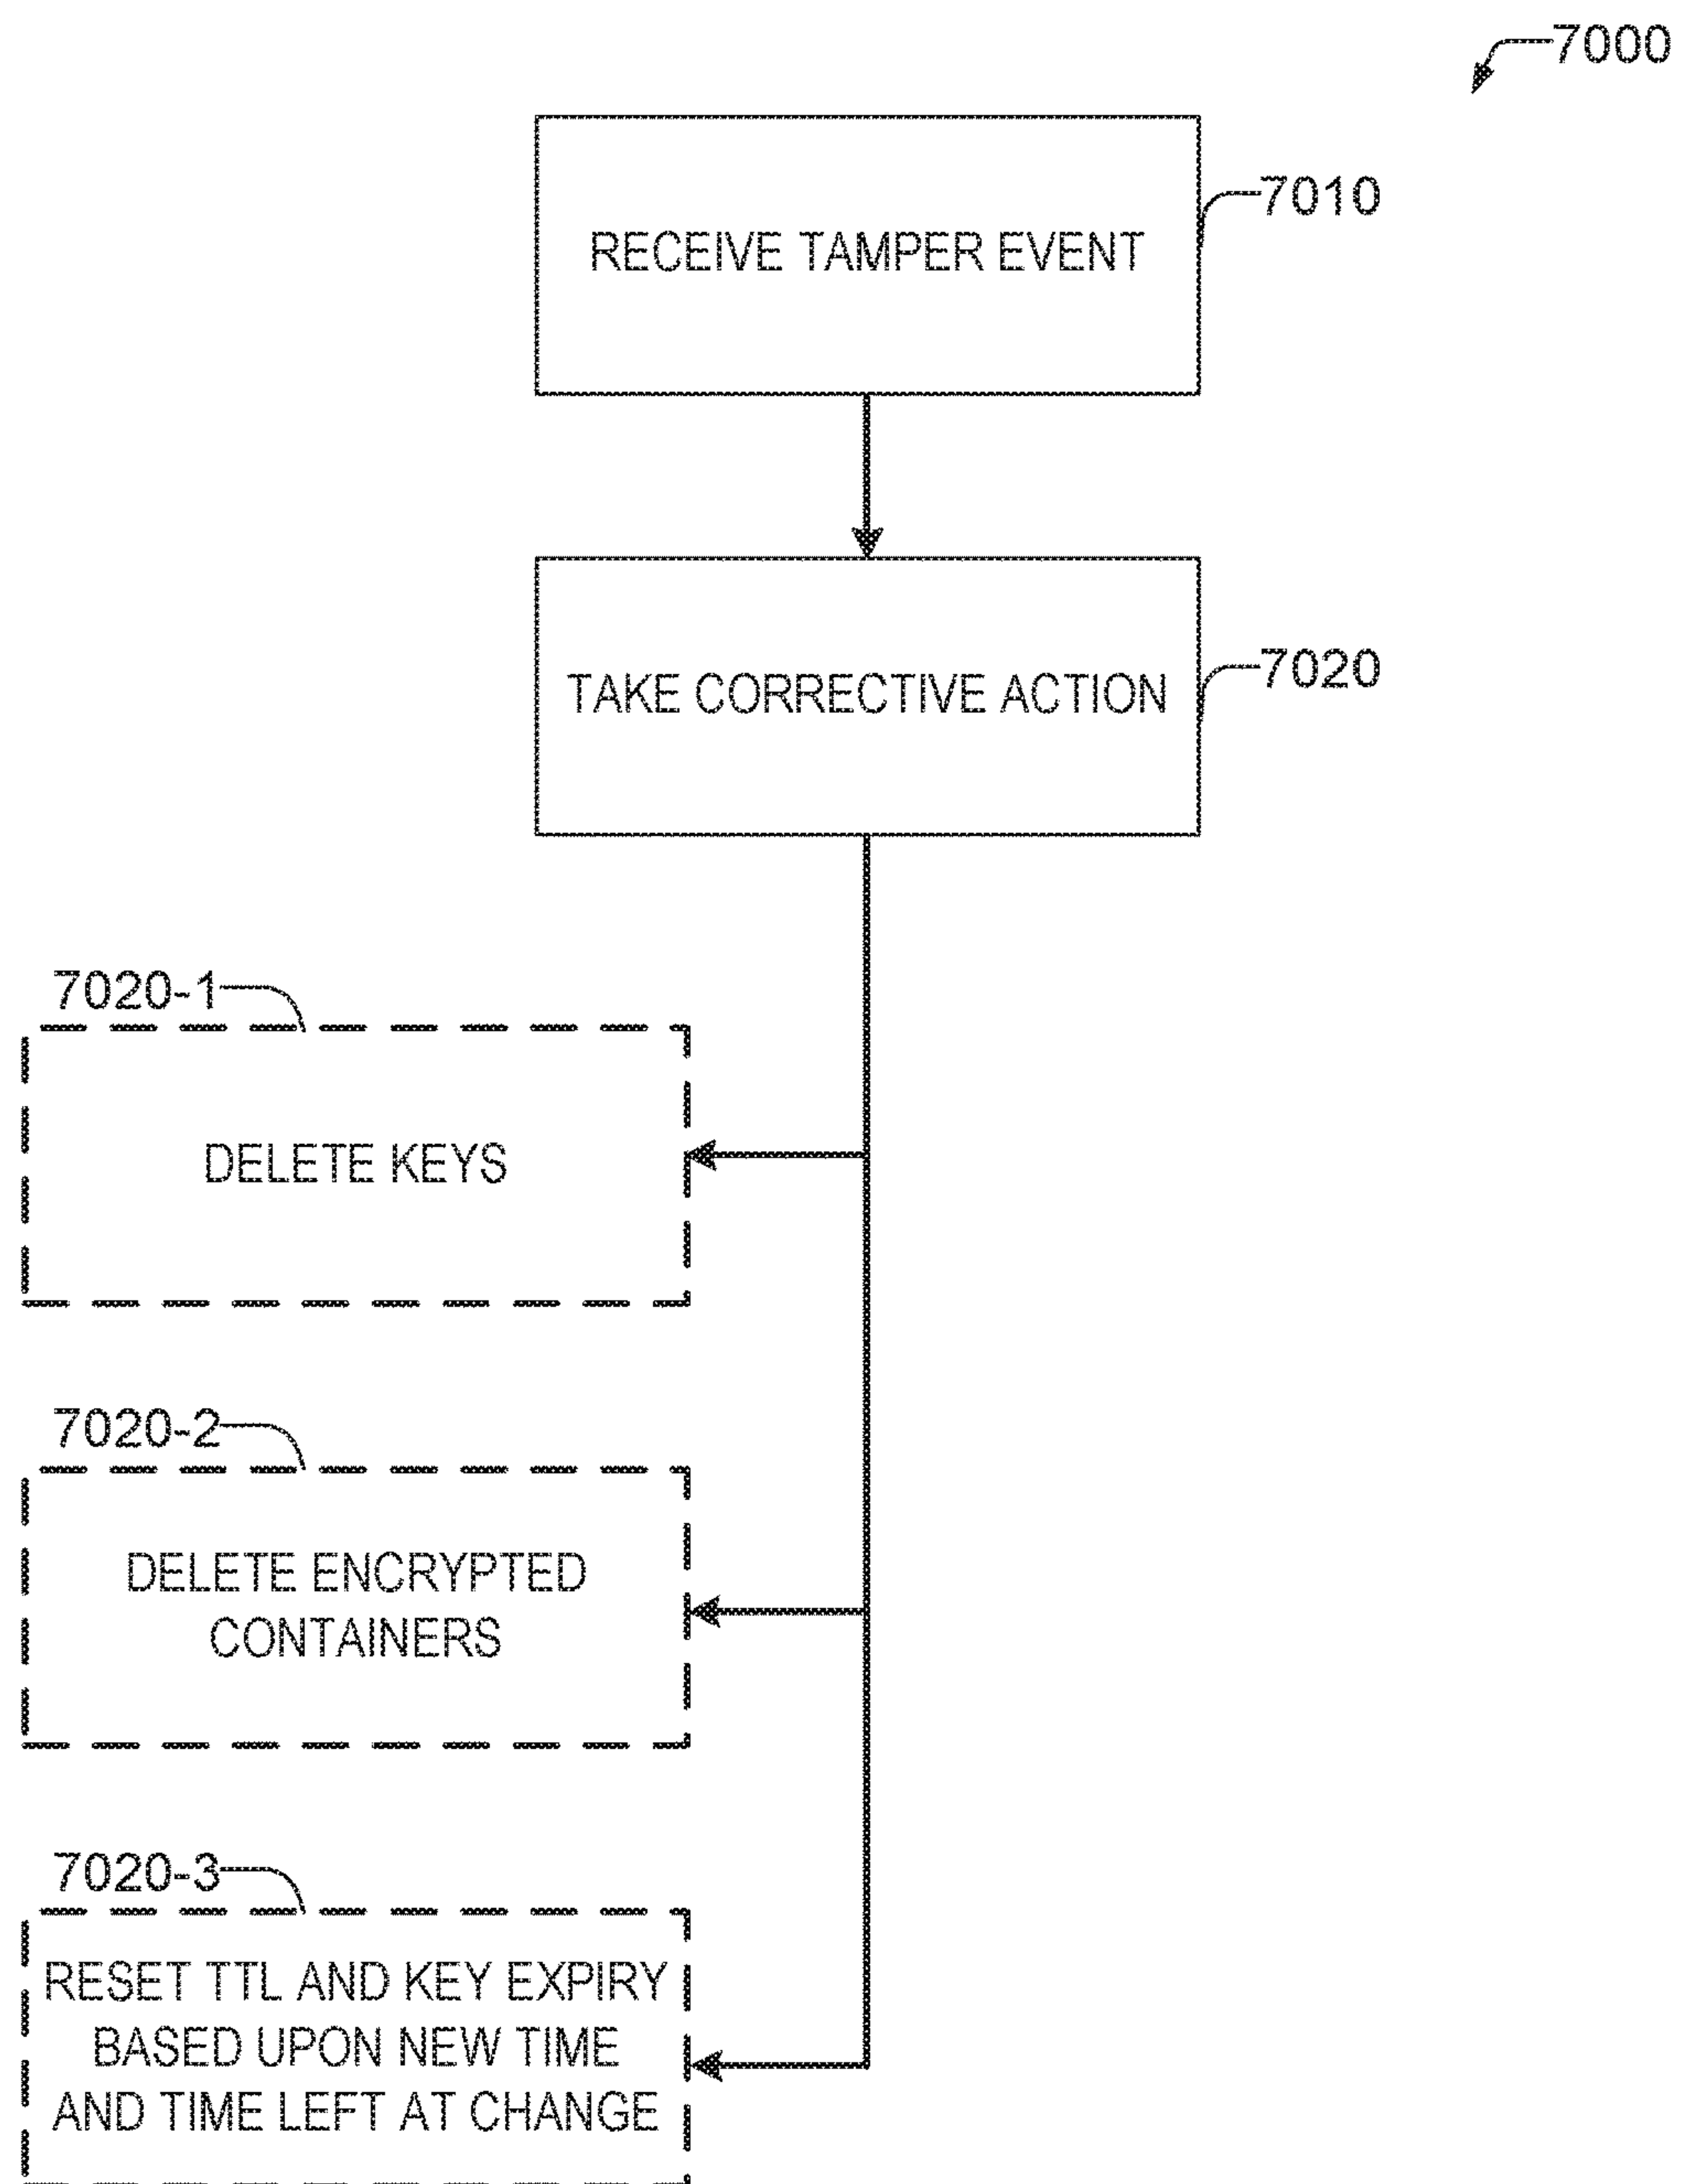 7000
7010
RECEIVE TAMPER EVENT
7020
TAKE CORRECTIVE ACTION
7020-1
DELETE KEYS
7020-2
DELETE ENCRYPTED
CONTAINERS
7020-3
RESET TTL AND KEY EXPIRY
BASED UPON NEW TIME
AND TIME LEFT AT CHANGE